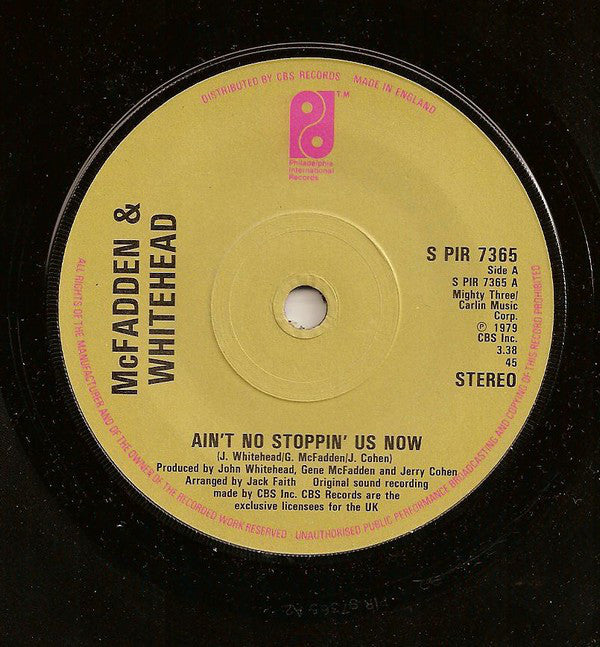 DISTRIBUTED BY CBS RECORDS MADE IN ENGLAND
TM
Philadelphia
International
Records
McFADDEN &
WHITEHEAD
S PIR 7365
Side A
S PIR 7365 A
Mighty Three/
Carlin Music
Corp.
℗ 1979
CBS Inc.
3.38
45
STEREO
AIN'T NO STOPPIN' US NOW
(J. Whitehead/G. McFadden/J. Cohen)
Produced by John Whitehead, Gene McFadden and Jerry Cohen
Arranged by Jack Faith Original sound recording
made by CBS Inc. CBS Records are the
exclusive licensees for the UK
ALL RIGHTS OF THE MANUFACTURER AND OF THE OWNER OF THE RECORDED WORK RESERVED · UNAUTHORISED PUBLIC PERFORMANCE BROADCASTING AND COPYING OF THIS RECORD PROHIBITED